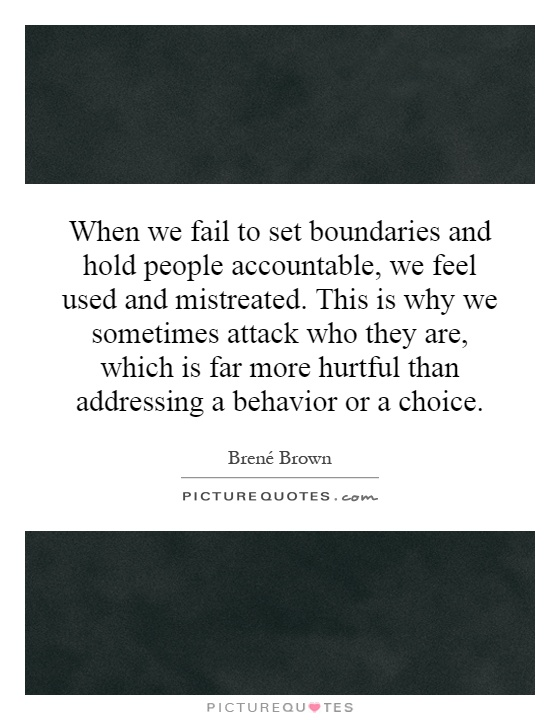 When we fail to set boundaries and
hold people accountable, we feel
used and mistreated. This is why we
sometimes attack who they are,
which is far more hurtful than
addressing a behavior or a choice.
Brené Brown
PICTUREQUOTES.com
PICTUREQUOTES